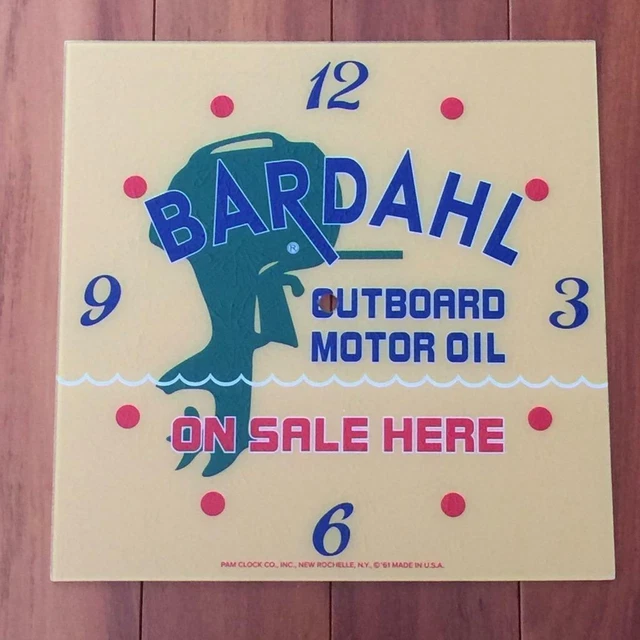 12
BARDAHL
®
9
OUTBOARD
3
MOTOR OIL
ON SALE HERE
6
PAM CLOCK CO., INC., NEW ROCHELLE, N.Y., ©'61 MADE IN U.S.A.